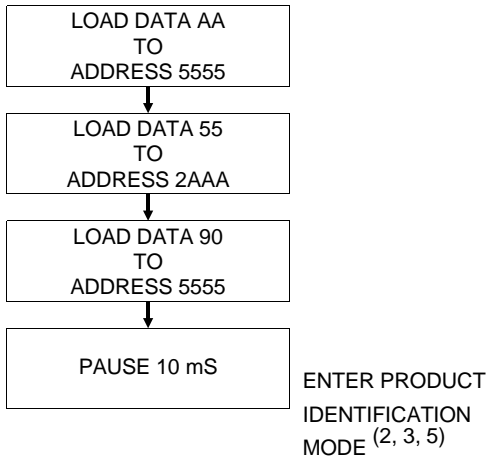 LOAD DATA AA
TO
ADDRESS 5555
LOAD DATA 55
TO
ADDRESS 2AAA
LOAD DATA 90
TO
ADDRESS 5555
PAUSE 10 mS
ENTER PRODUCT
IDENTIFICATION
MODE (2, 3, 5)